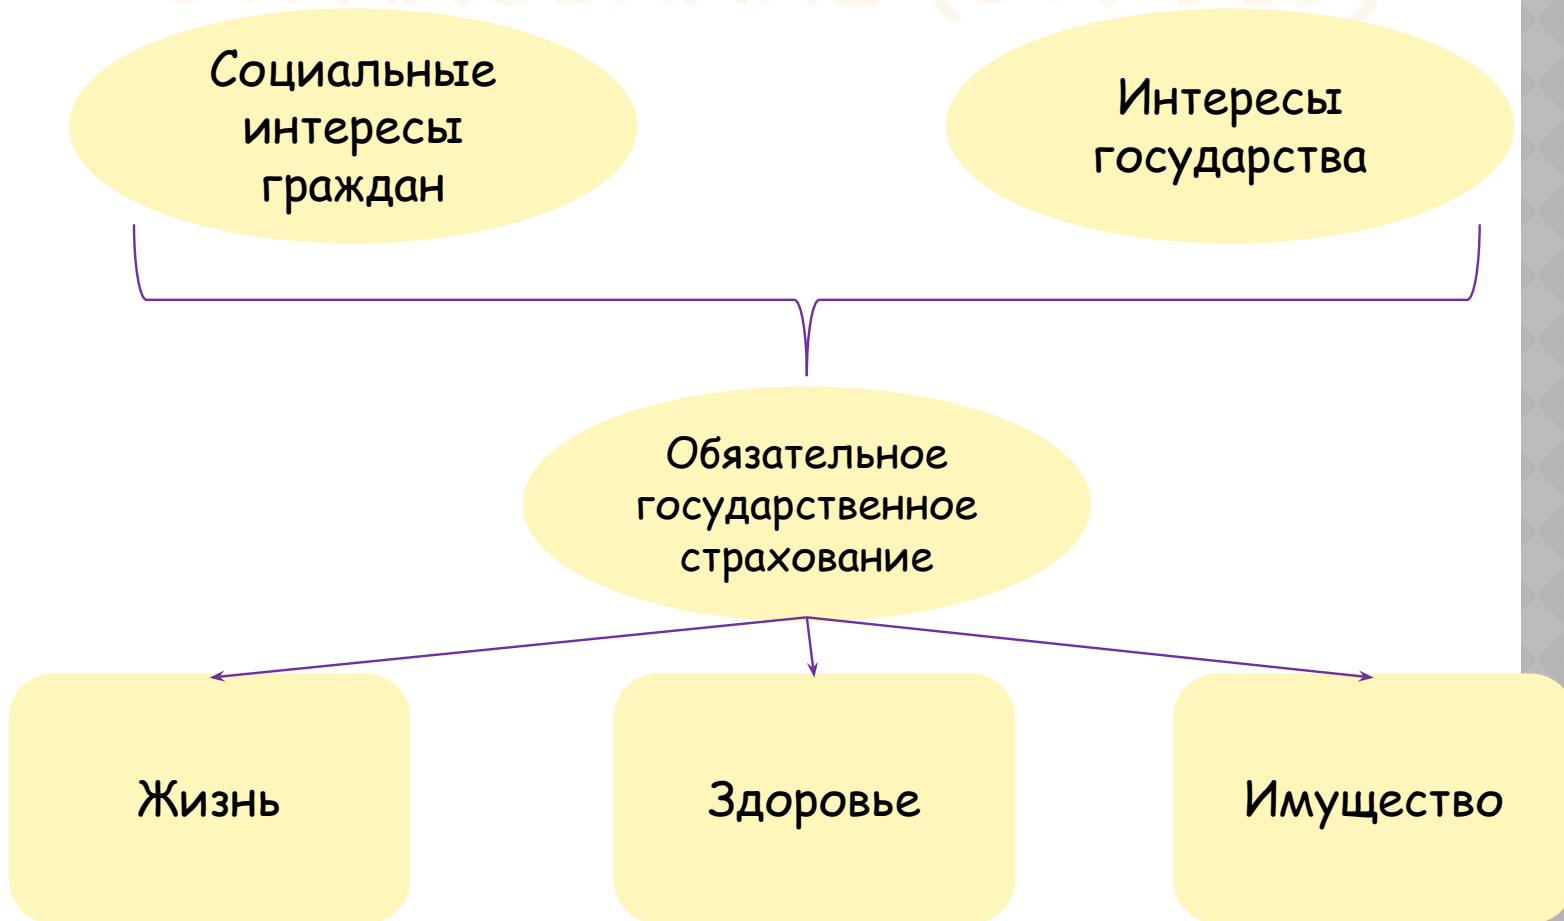 Социальные
интересы
граждан
Интересы
государства
Обязательное
государственное
страхование
Жизнь
Здоровье
Имущество